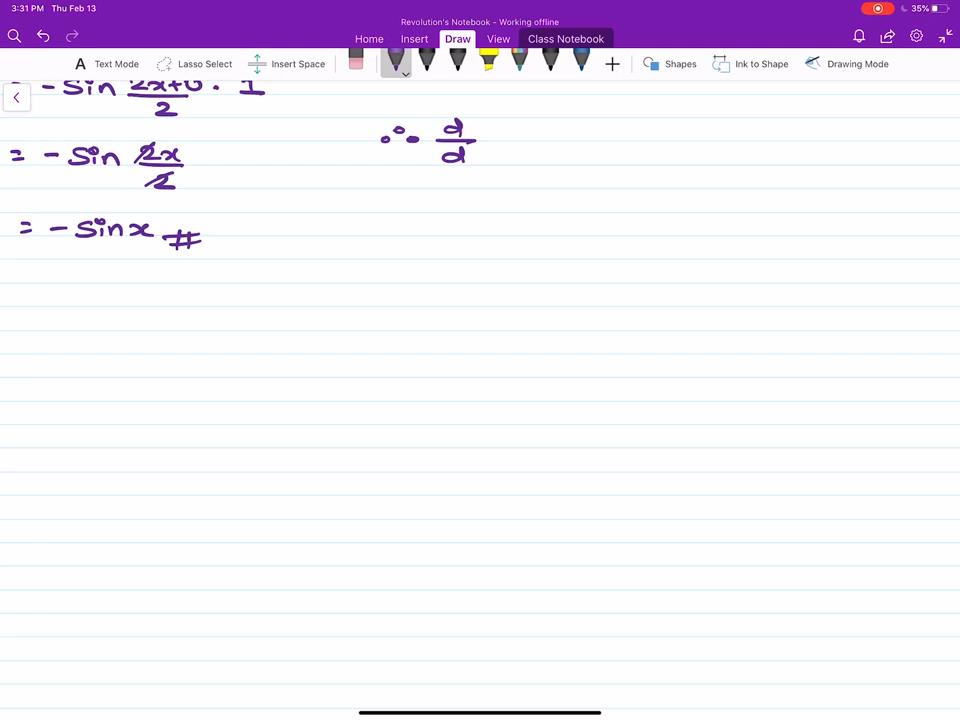 3:31 PM Thu Feb 13 35%
Revolution's Notebook - Working offline
Home Insert Draw View Class Notebook
A Text Mode Lasso Select Insert Space Shapes Ink to Shape Drawing Mode
= - sin (2x+0)/2 . 1
= - sin 2x/2
= - sin x #
∴ d/d